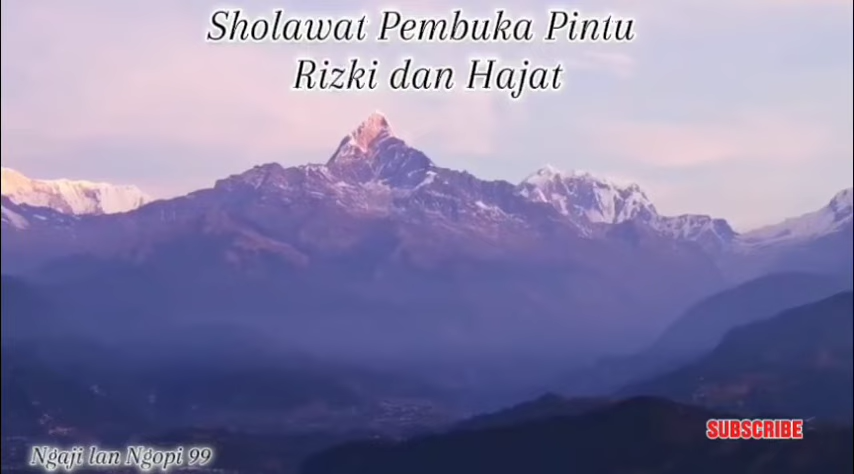 Sholawat Pembuka Pintu
Rizki dan Hajat
SUBSCRIBE
Ngaji lan Ngopi 99